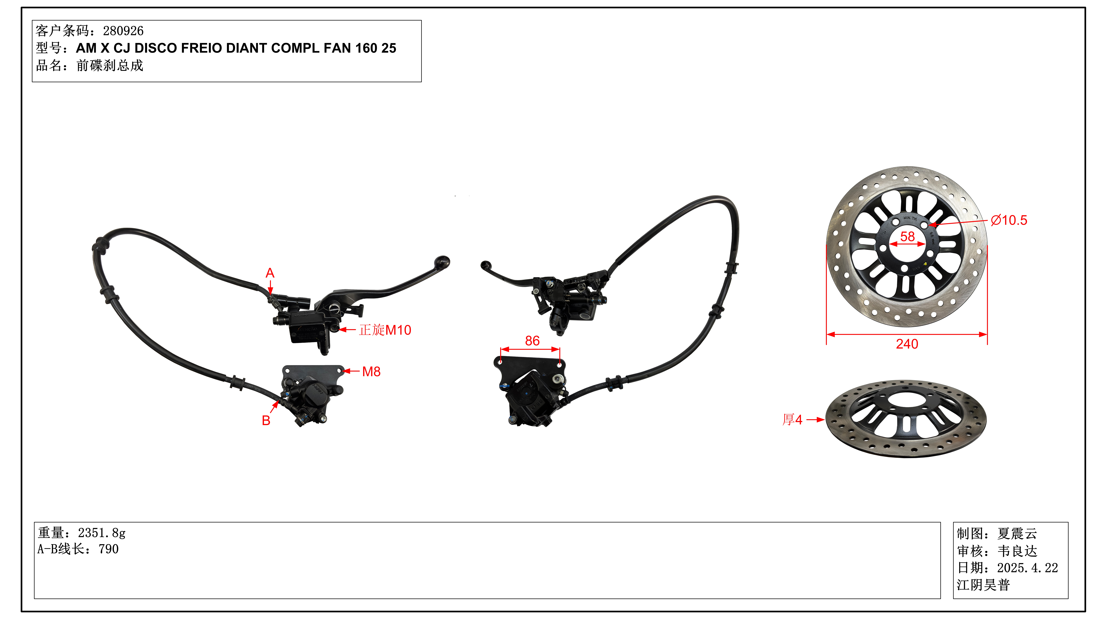 客户条码：280926
型号：AM X CJ DISCO FREIO DIANT COMPL FAN 160 25
品名：前碟刹总成
A
正旋M10
M8
B
86
Ø10.5
58
240
厚4
重量：2351.8g
A-B线长：790
制图：夏震云
审核：韦良达
日期：2025.4.22
江阴昊普